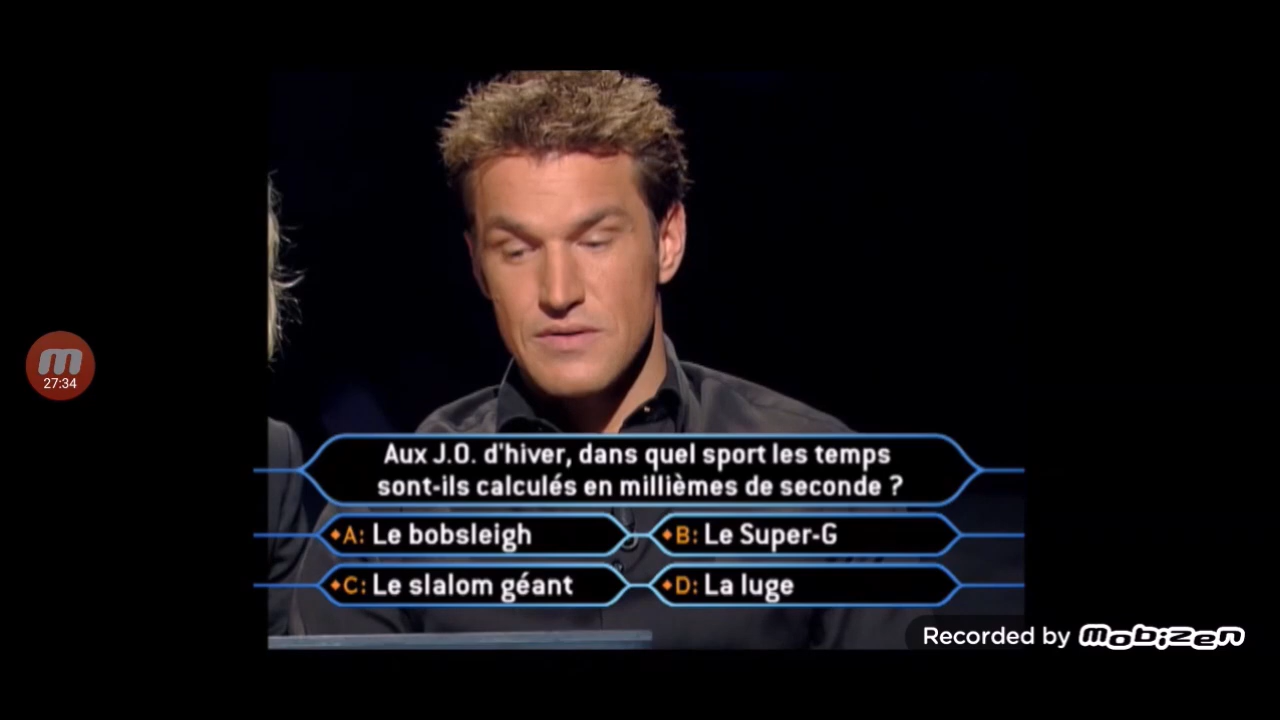 Aux J.O. d'hiver, dans quel sport les temps
sont-ils calculés en millièmes de seconde ?
A: Le bobsleigh
B: Le Super-G
C: Le slalom géant
D: La luge
27:34
Recorded by mobizen